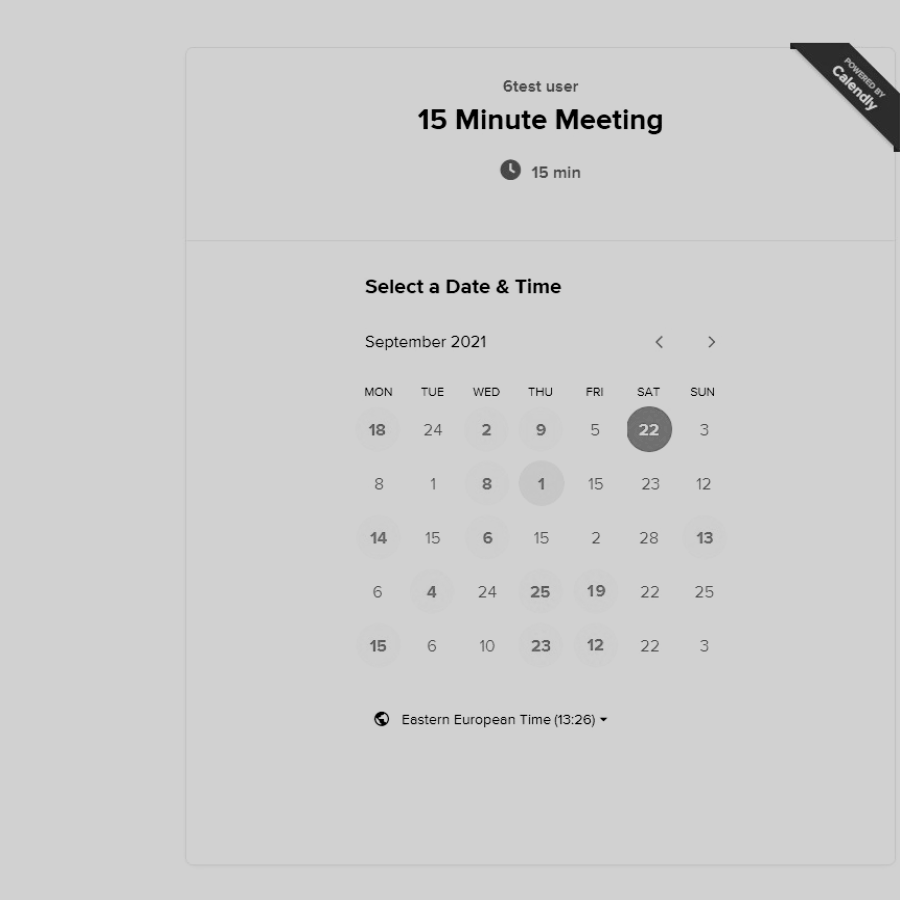 POWERED BY
Calendly
6test user
15 Minute Meeting
15 min
Select a Date & Time
September 2021
MON TUE WED THU FRI SAT SUN
18 24 2 9 5 22 3
8 1 8 1 15 23 12
14 15 6 15 2 28 13
6 4 24 25 19 22 25
15 6 10 23 12 22 3
Eastern European Time (13:26)